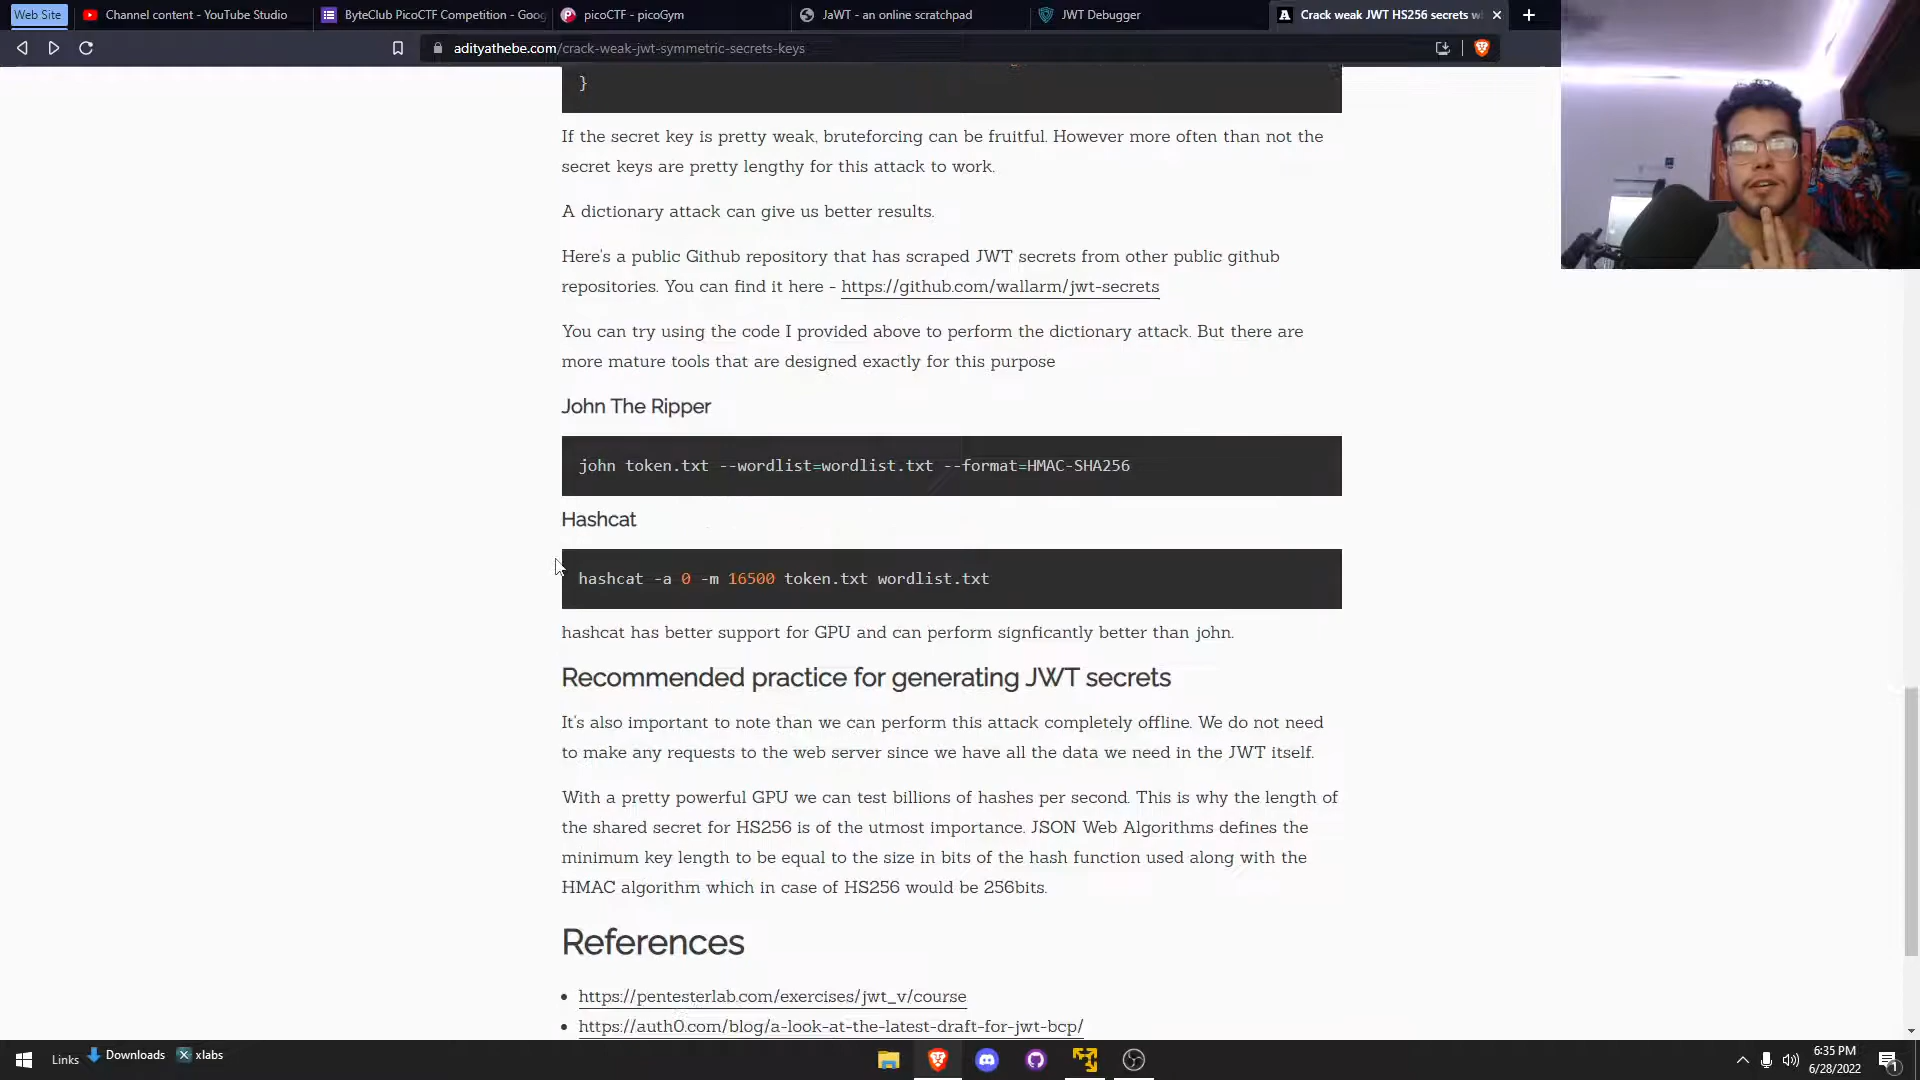 Web Site
Channel content - YouTube Studio
ByteClub PicoCTF Competition - Goog
picoCTF - picoGym
JaWT - an online scratchpad
JWT Debugger
Crack weak JWT HS256 secrets w
adityathebe.com/crack-weak-jwt-symmetric-secrets-keys
}
If the secret key is pretty weak, bruteforcing can be fruitful. However more often than not the
secret keys are pretty lengthy for this attack to work.
A dictionary attack can give us better results.
Here's a public Github repository that has scraped JWT secrets from other public github
repositories. You can find it here - https://github.com/wallarm/jwt-secrets
You can try using the code I provided above to perform the dictionary attack. But there are
more mature tools that are designed exactly for this purpose
John The Ripper
john token.txt --wordlist=wordlist.txt --format=HMAC-SHA256
Hashcat
hashcat -a 0 -m 16500 token.txt wordlist.txt
hashcat has better support for GPU and can perform signficantly better than john.
Recommended practice for generating JWT secrets
It's also important to note than we can perform this attack completely offline. We do not need
to make any requests to the web server since we have all the data we need in the JWT itself.
With a pretty powerful GPU we can test billions of hashes per second. This is why the length of
the shared secret for HS256 is of the utmost importance. JSON Web Algorithms defines the
minimum key length to be equal to the size in bits of the hash function used along with the
HMAC algorithm which in case of HS256 would be 256bits.
References
• https://pentesterlab.com/exercises/jwt_v/course
• https://auth0.com/blog/a-look-at-the-latest-draft-for-jwt-bcp/
Links
Downloads
xlabs
6:35 PM
6/28/2022
1